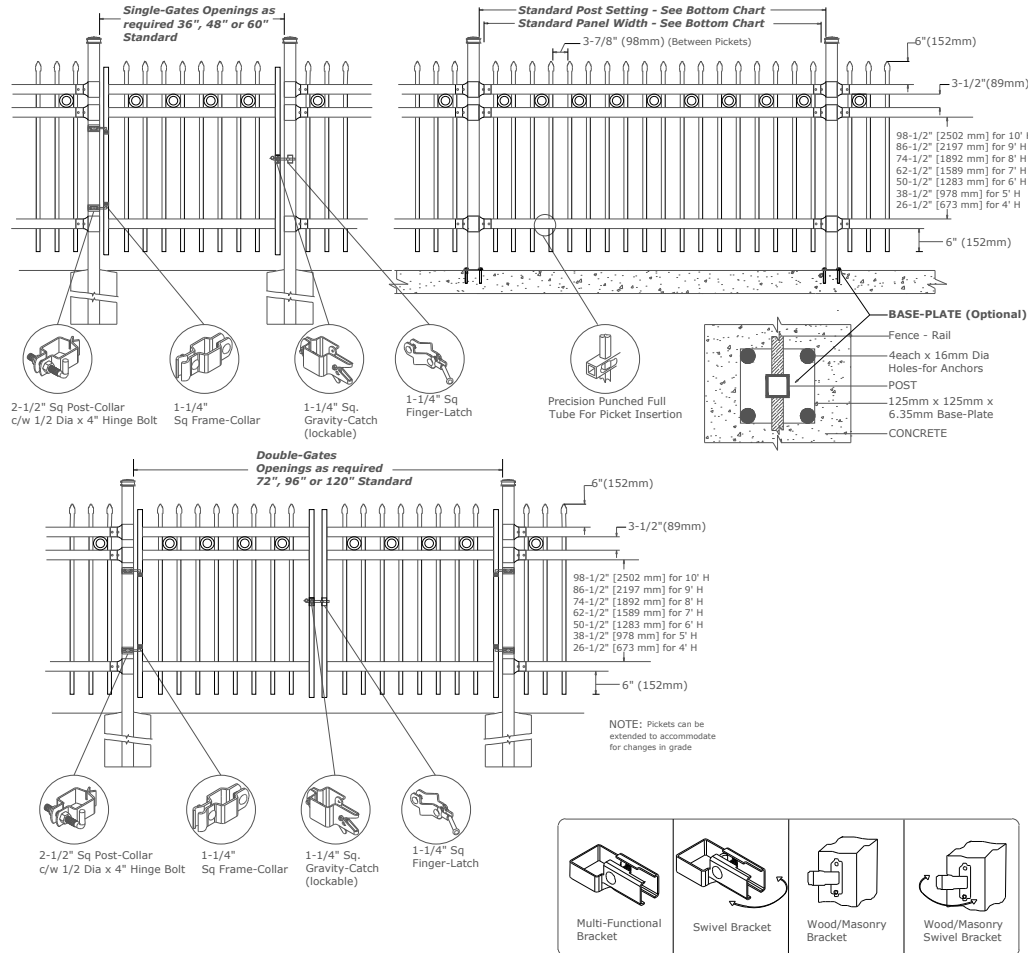 Single-Gates Openings as
required 36", 48" or 60"
Standard
Standard Post Setting - See Bottom Chart
Standard Panel Width - See Bottom Chart
3-7/8" (98mm) (Between Pickets)
6"(152mm)
3-1/2"(89mm)
98-1/2" [2502 mm] for 10' H
86-1/2" [2197 mm] for 9' H
74-1/2" [1892 mm] for 8' H
62-1/2" [1589 mm] for 7' H
50-1/2" [1283 mm] for 6' H
38-1/2" [978 mm] for 5' H
26-1/2" [673 mm] for 4' H
6" (152mm)
2-1/2" Sq Post-Collar
c/w 1/2 Dia x 4" Hinge Bolt
1-1/4"
Sq Frame-Collar
1-1/4" Sq.
Gravity-Catch
(lockable)
1-1/4" Sq
Finger-Latch
Precision Punched Full
Tube For Picket Insertion
BASE-PLATE (Optional)
Fence - Rail
4each x 16mm Dia
Holes-for Anchors
POST
125mm x 125mm x
6.35mm Base-Plate
CONCRETE
Double-Gates
Openings as required
72", 96" or 120" Standard
6"(152mm)
3-1/2"(89mm)
98-1/2" [2502 mm] for 10' H
86-1/2" [2197 mm] for 9' H
74-1/2" [1892 mm] for 8' H
62-1/2" [1589 mm] for 7' H
50-1/2" [1283 mm] for 6' H
38-1/2" [978 mm] for 5' H
26-1/2" [673 mm] for 4' H
6" (152mm)
NOTE: Pickets can be
extended to accommodate
for changes in grade
2-1/2" Sq Post-Collar
c/w 1/2 Dia x 4" Hinge Bolt
1-1/4"
Sq Frame-Collar
1-1/4" Sq.
Gravity-Catch
(lockable)
1-1/4" Sq
Finger-Latch
Multi-Functional
Bracket
Swivel Bracket
Wood/Masonry
Bracket
Wood/Masonry
Swivel Bracket